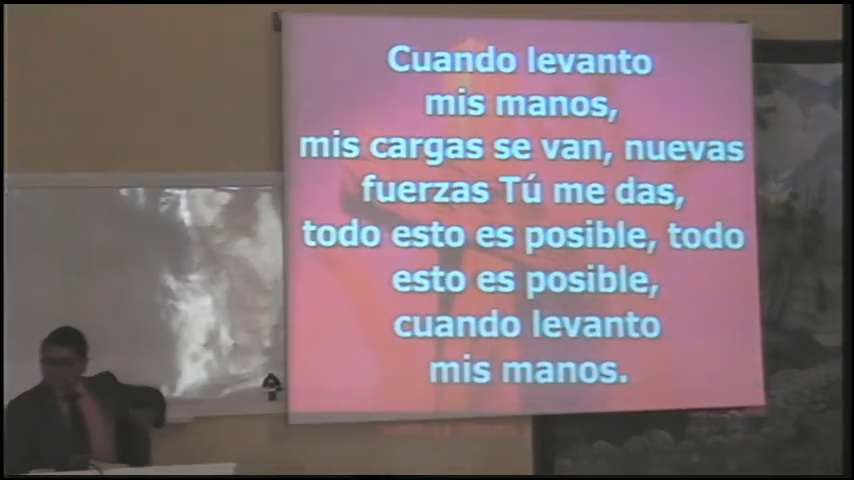 Cuando levanto
mis manos,
mis cargas se van, nuevas
fuerzas Tú me das,
todo esto es posible, todo
esto es posible,
cuando levanto
mis manos.